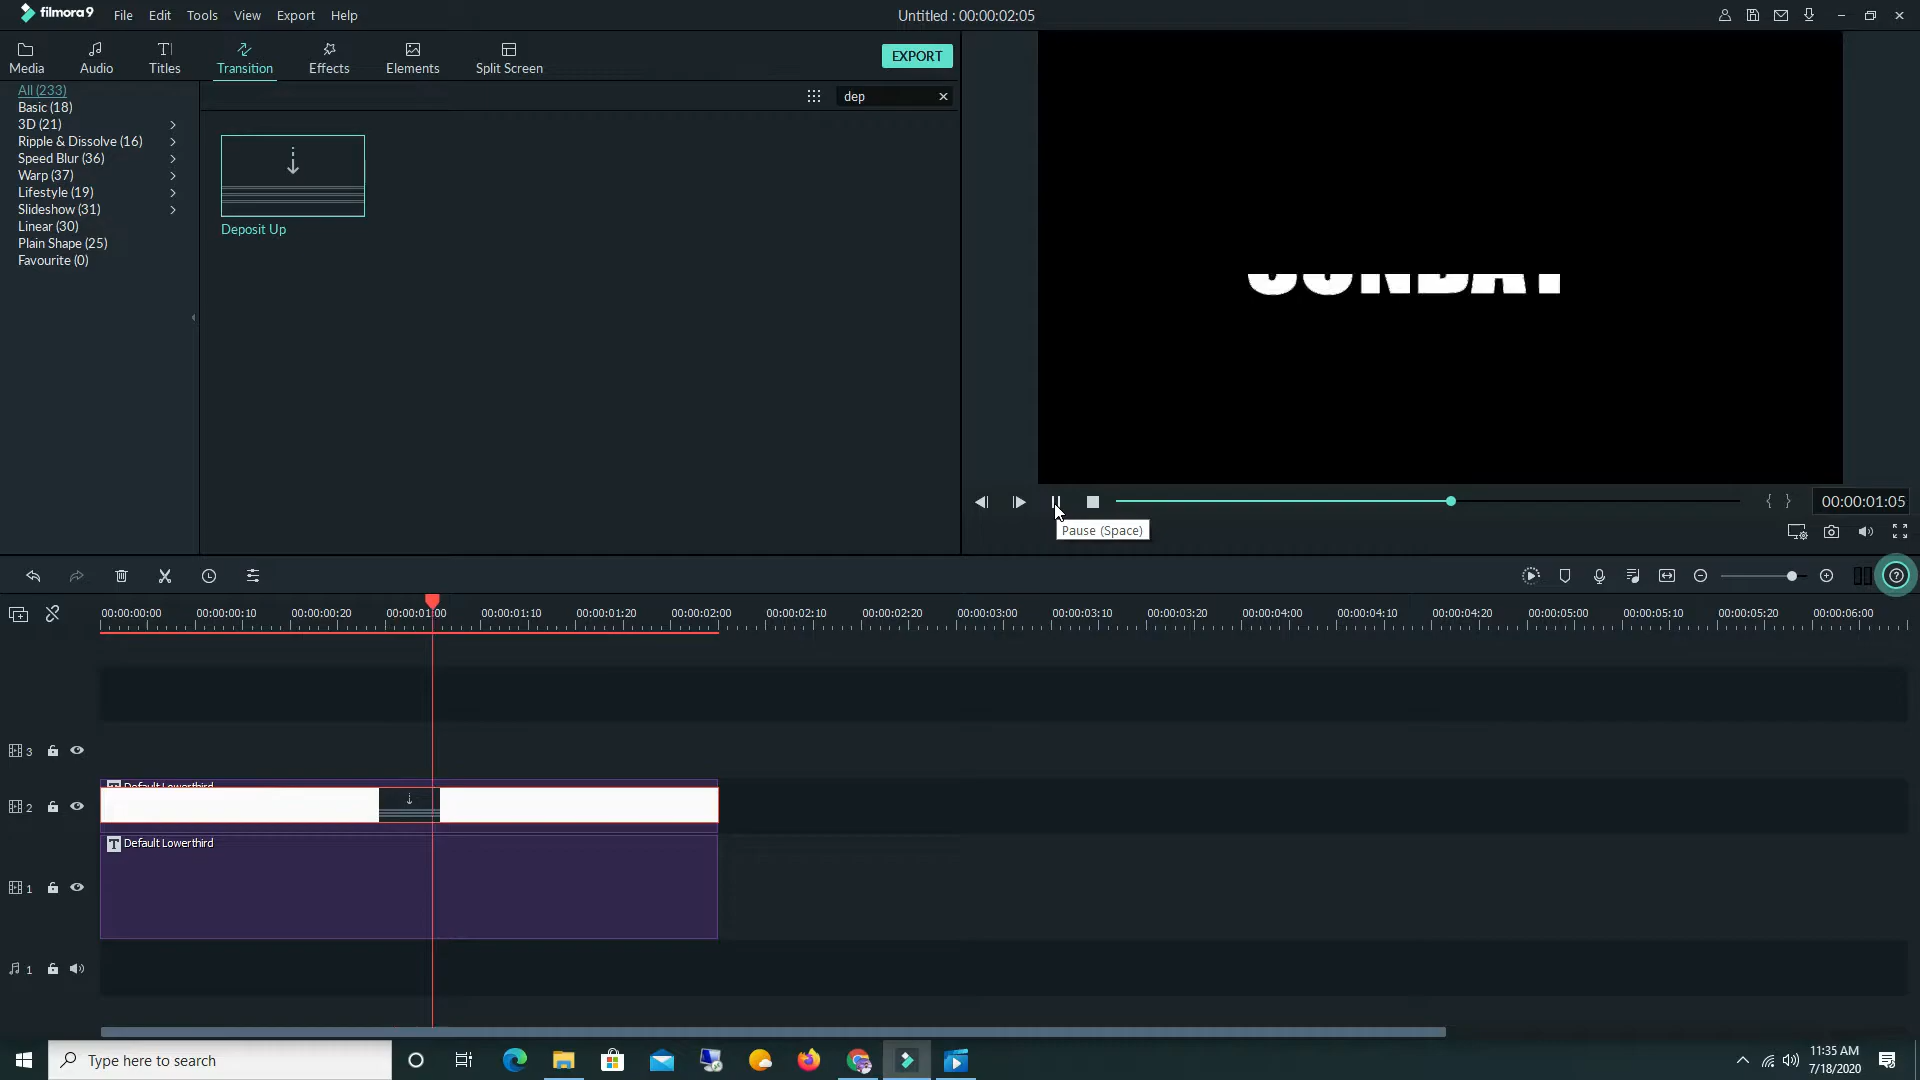 filmora9 File Edit Tools View Export Help Untitled : 00:00:02:05
Media Audio Titles Transition Effects Elements Split Screen EXPORT
All (233)
Basic (18)
3D (21)
Ripple & Dissolve (16)
Speed Blur (36)
Warp (37)
Lifestyle (19)
Slideshow (31)
Linear (30)
Plain Shape (25)
Favourite (0)
dep
Deposit Up
SUNDAY
00:00:01:05
Pause (Space)
00:00:00:00 00:00:00:10 00:00:00:20 00:00:01:00 00:00:01:10 00:00:01:20 00:00:02:00 00:00:02:10 00:00:02:20 00:00:03:00 00:00:03:10 00:00:03:20 00:00:04:00 00:00:04:10 00:00:04:20 00:00:05:00 00:00:05:10 00:00:05:20 00:00:06:00
3
Default Lowerthird
2
T Default Lowerthird
1
1
Type here to search
11:35 AM
7/18/2020